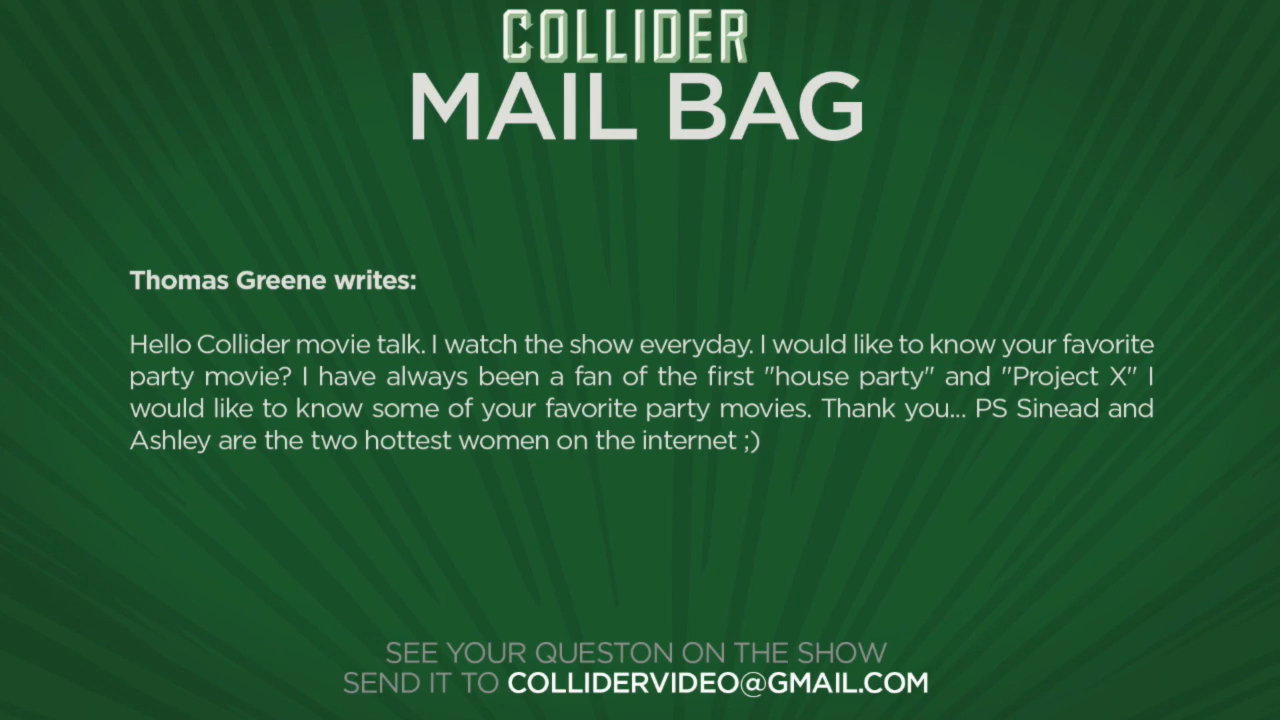 COLLIDER
MAIL BAG
Thomas Greene writes:
Hello Collider movie talk. I watch the show everyday. I would like to know your favorite
party movie? I have always been a fan of the first "house party" and "Project X" I
would like to know some of your favorite party movies. Thank you... PS Sinead and
Ashley are the two hottest women on the internet ;)
SEE YOUR QUESTON ON THE SHOW
SEND IT TO COLLIDERVIDEO@GMAIL.COM